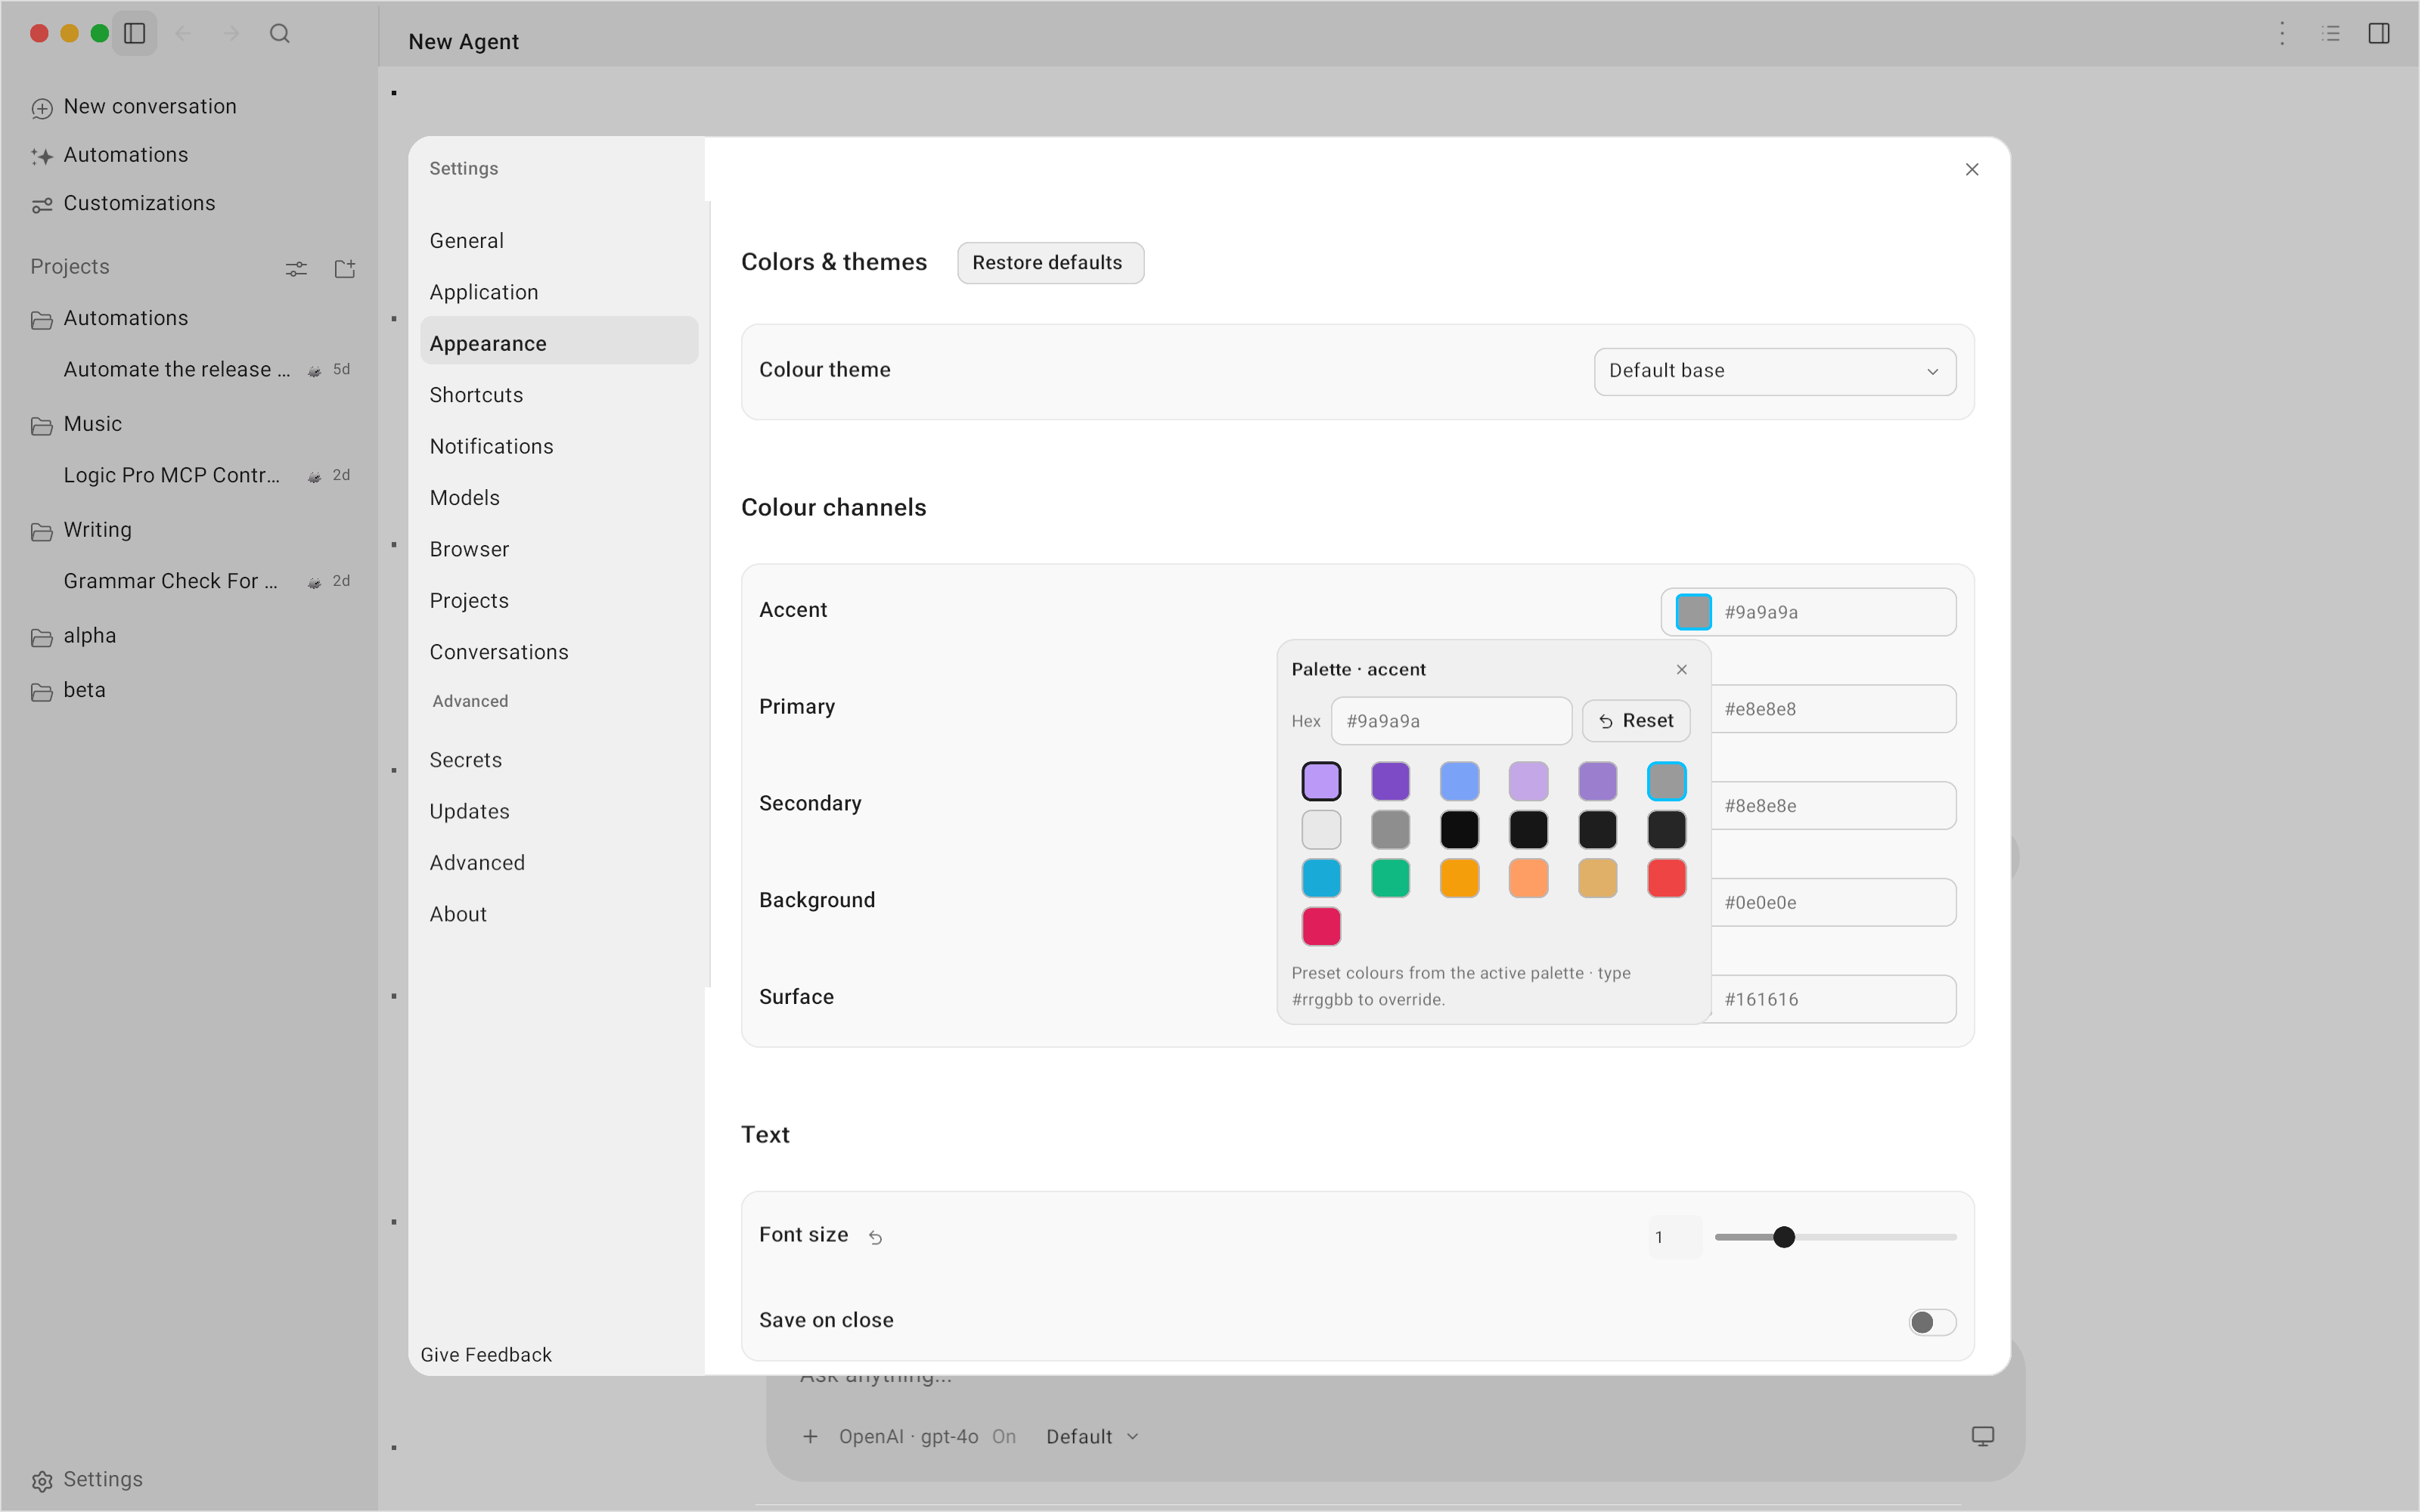 New Agent
New conversation
Automations
Customizations
Projects
Automations
Automate the release ... 5d
Music
Logic Pro MCP Contr... 2d
Writing
Grammar Check For ... 2d
alpha
beta
Settings
Settings
General
Application
Appearance
Shortcuts
Notifications
Models
Browser
Projects
Conversations
Advanced
Secrets
Updates
Advanced
About
Give Feedback
Colors & themes
Restore defaults
Colour theme
Default base
Colour channels
Accent
#9a9a9a
Primary
#e8e8e8
Secondary
#8e8e8e
Background
#0e0e0e
Surface
#161616
Palette · accent
Hex
#9a9a9a
Reset
Preset colours from the active palette · type
#rrggbb to override.
Text
Font size
1
Save on close
Ask anything...
OpenAI · gpt-4o On
Default